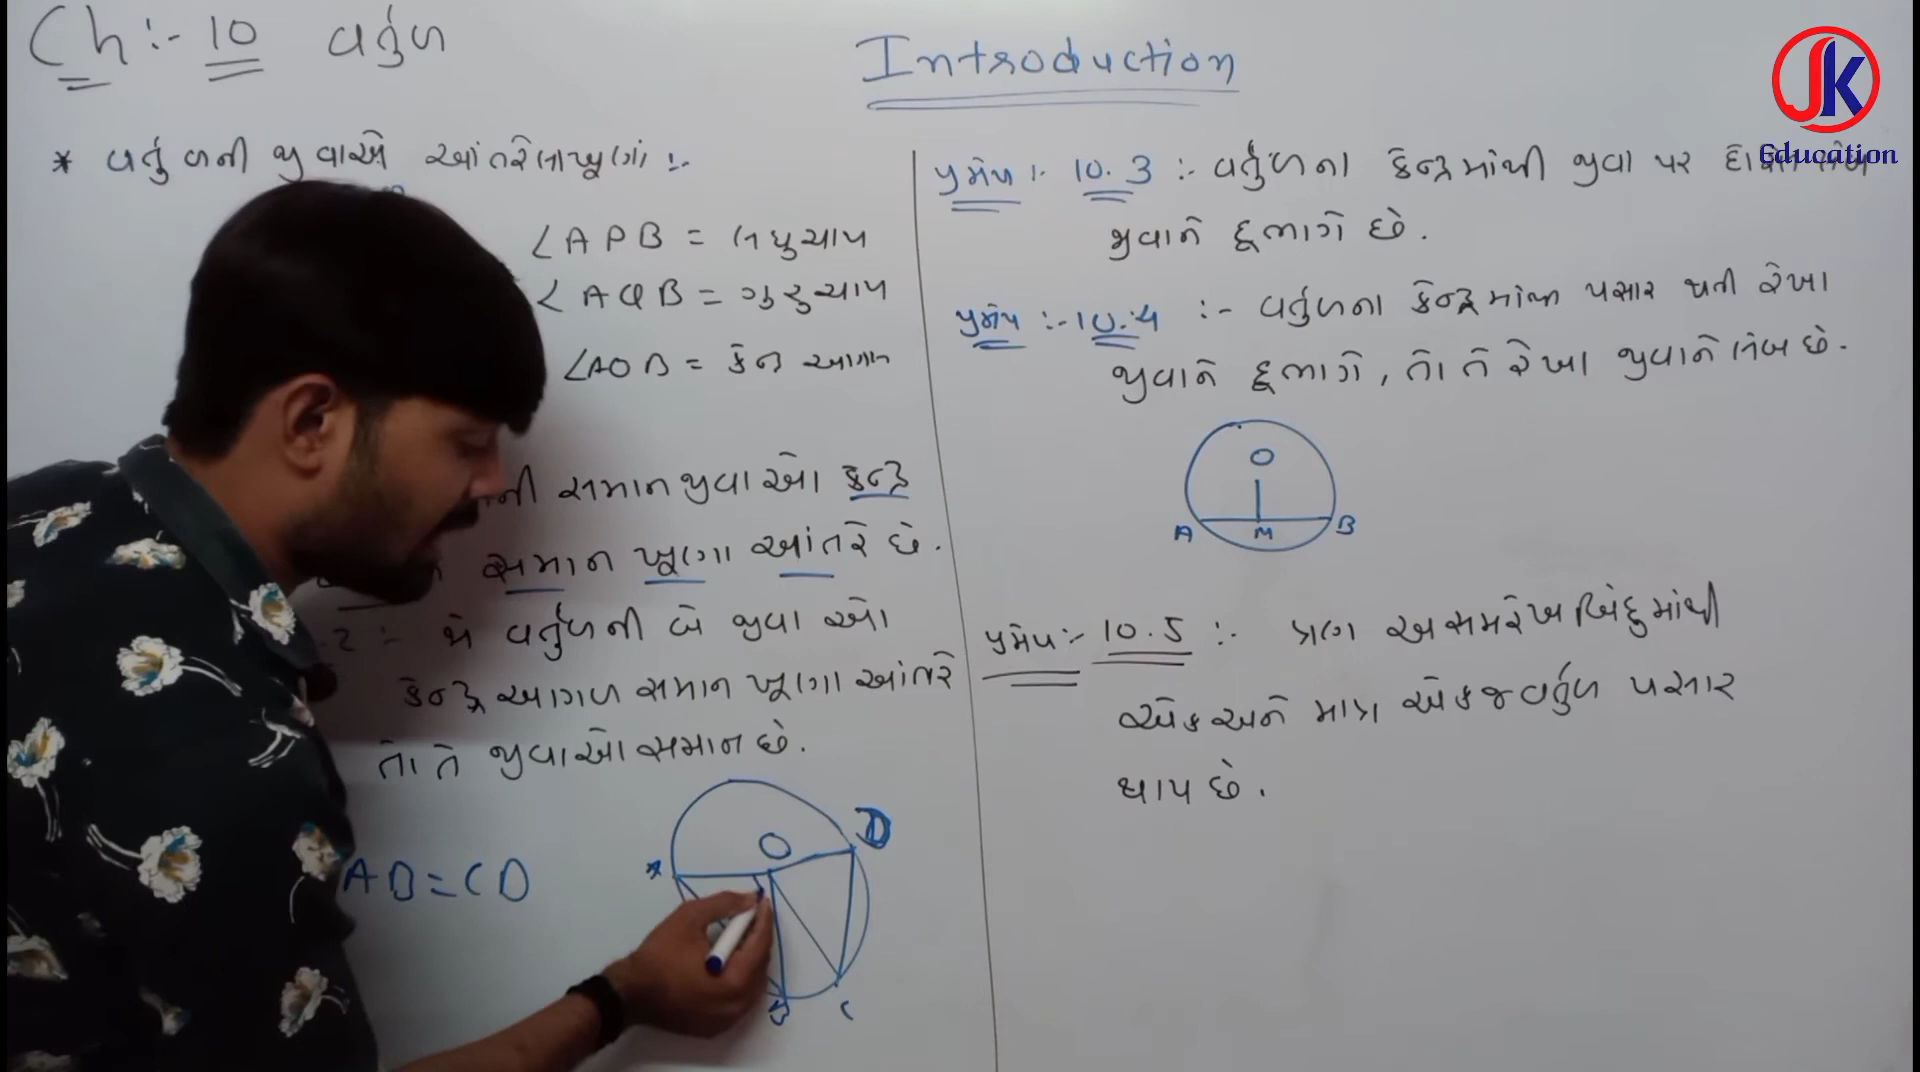 Ch :- 10 વર્તુળ
Introduction
JK
Education
* વર્તુળની જીવાએ આંતરેલાખૂણાં :-
∠APB = લઘુચાપ
∠AQB = ગુરુચાપ
∠AOB = કેન્દ્ર આગળ
ની સમાન જીવાઓ કેન્દ્રે
સમાન ખૂણા આંતરે છે.
.2 :- જો વર્તુળની બે જીવા ઓ
કેન્દ્ર આગળ સમાન ખૂણા આંતરે
તો તે જીવાઓ સમાન છે.
AB = CD
O
D
B
C
પ્રમેય :- 10.3 :- વર્તુળના કેન્દ્રમાંથી જીવા પર
જીવાને દૂભાગે છે.
પ્રમેય :- 10.4 :- વર્તુળના કેન્દ્રમાંથી પસાર થતી રેખા
જીવાને દૂભાગે, તો તે રેખા જીવાને લંબ છે.
O
A M B
પ્રમેય :- 10.5 :- ત્રણ અસમરેખ બિંદુમાંથી
એક અને માત્ર એક જ વર્તુળ પસાર
થાય છે.